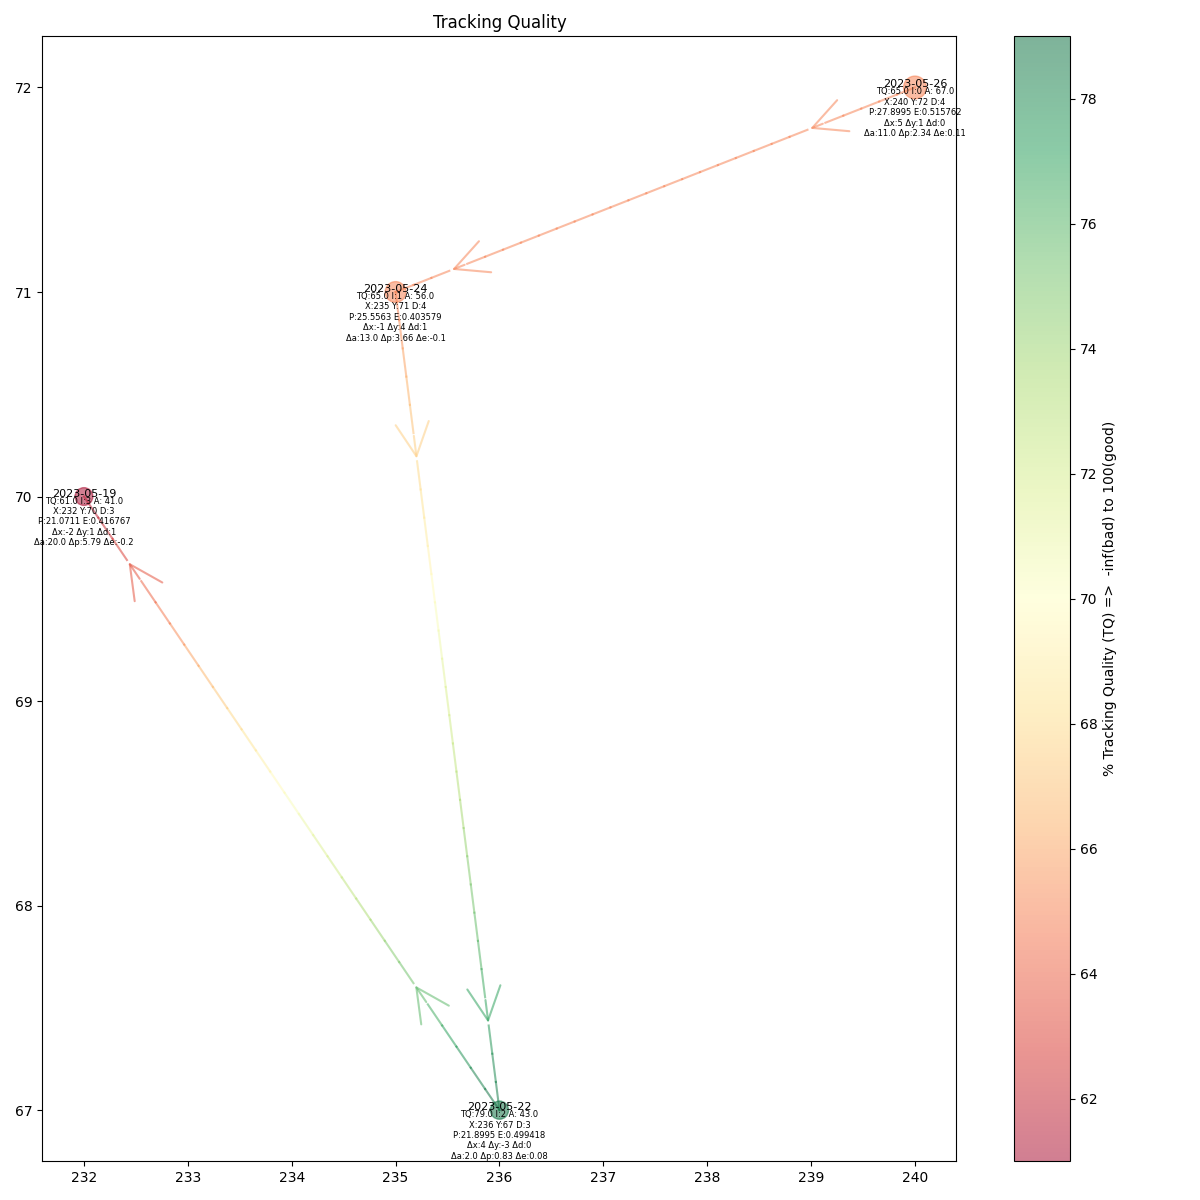 Tracking Quality
72
71
70
69
68
67
2023-05-26
TQ:65.0 I:0 A: 67.0
X:240 Y:72 D:4
P:27.8995 E:0.515762
Δx:5 Δy:1 Δd:0
Δa:11.0 Δp:2.34 Δe:0.11
2023-05-24
TQ:65.0 I:1 A: 56.0
X:235 Y:71 D:4
P:25.5563 E:0.403579
Δx:-1 Δy:4 Δd:1
Δa:13.0 Δp:3.66 Δe:-0.1
2023-05-19
TQ:61.0 I:3 A: 41.0
X:232 Y:70 D:3
P:21.0711 E:0.416767
Δx:-2 Δy:1 Δd:1
Δa:20.0 Δp:5.79 Δe:-0.2
2023-05-22
TQ:79.0 I:2 A: 43.0
X:236 Y:67 D:3
P:21.8995 E:0.499418
Δx:4 Δy:-3 Δd:0
Δa:2.0 Δp:0.83 Δe:0.08
232 233 234 235 236 237 238 239 240
78
76
74
72
70
68
66
64
62
% Tracking Quality (TQ) => -inf(bad) to 100(good)